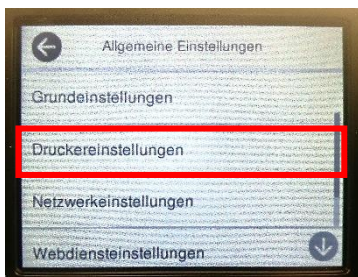 Allgemeine Einstellungen
Grundeinstellungen
Druckereinstellungen
Netzwerkeinstellungen
Webdiensteinstellungen